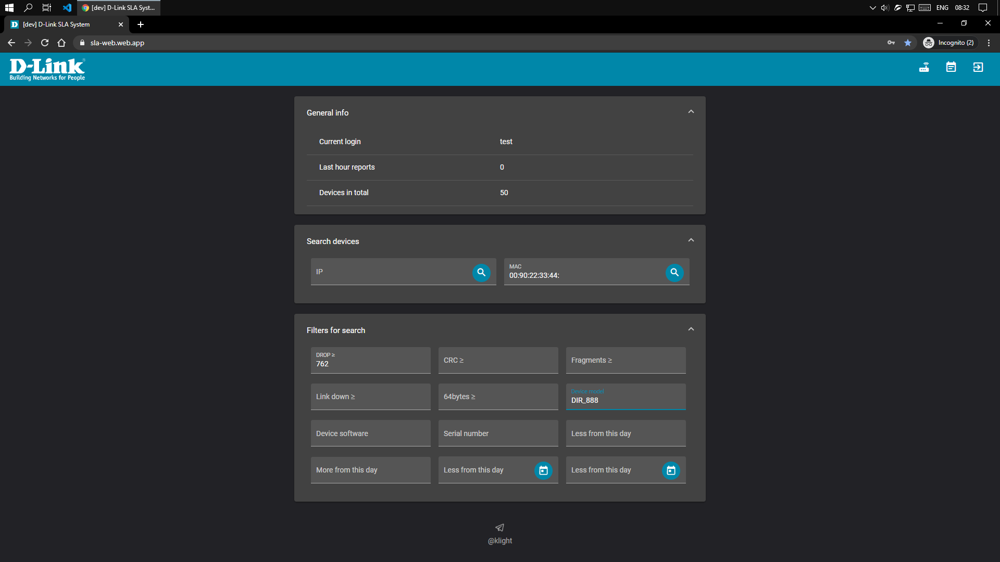 [dev] D-Link SLA Syst...
ENG
08:32
D
[dev] D-Link SLA System
sla-web.web.app
Incognito (2)
D-Link®
Building Networks for People
General info
Current login test
Last hour reports 0
Devices in total 50
Search devices
IP
MAC
00:90:22:33:44:
Filters for search
DROP ≥
762
CRC ≥
Fragments ≥
Link down ≥
64bytes ≥
Device model
DIR_888
Device software
Serial number
Less from this day
More from this day
Less from this day
Less from this day
@klight